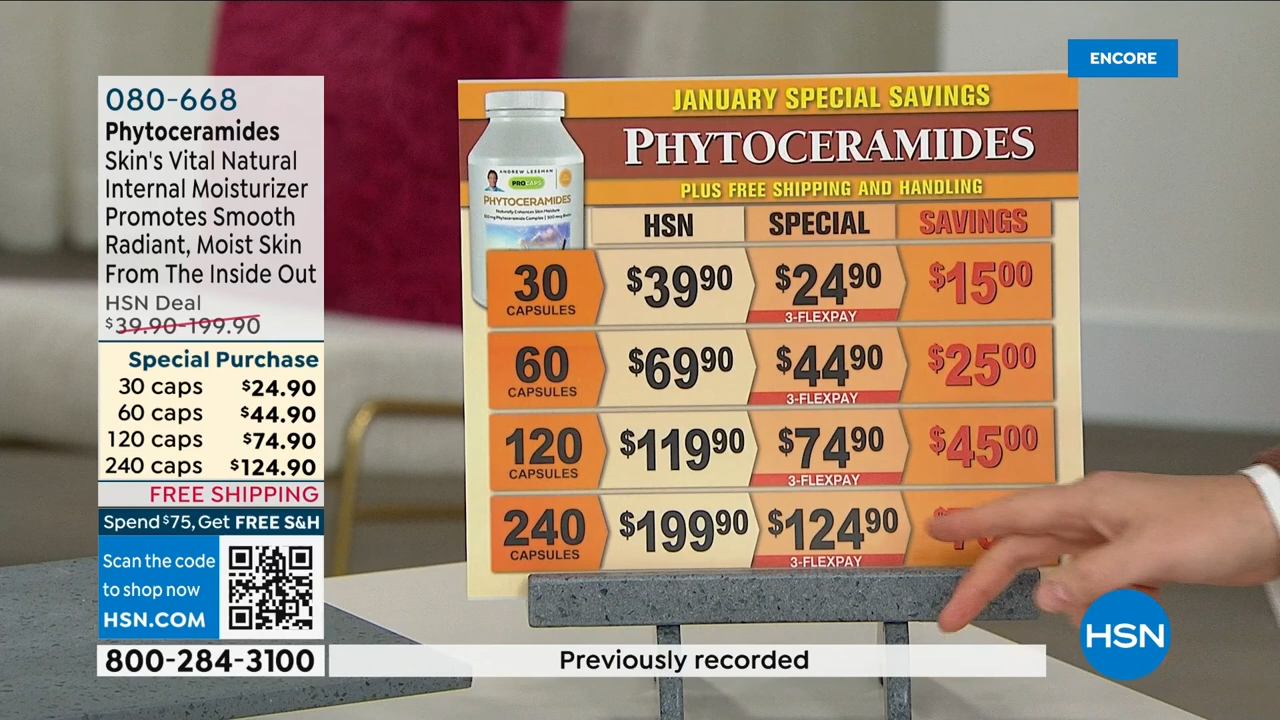 ENCORE
080-668
Phytoceramides
Skin's Vital Natural
Internal Moisturizer
Promotes Smooth
Radiant, Moist Skin
From The Inside Out
HSN Deal
$39.90-199.90
Special Purchase
30 caps $24.90
60 caps $44.90
120 caps $74.90
240 caps $124.90
FREE SHIPPING
Spend $75, Get FREE S&H
Scan the code
to shop now
HSN.COM
800-284-3100
Previously recorded
HSN
JANUARY SPECIAL SAVINGS
PHYTOCERAMIDES
PLUS FREE SHIPPING AND HANDLING
HSN SPECIAL SAVINGS
30 CAPSULES $39.90 $24.90 3-FLEXPAY $15.00
60 CAPSULES $69.90 $44.90 3-FLEXPAY $25.00
120 CAPSULES $119.90 $74.90 3-FLEXPAY $45.00
240 CAPSULES $199.90 $124.90 3-FLEXPAY
ANDREW LESSMAN
PROCAPS
PHYTOCERAMIDES
Naturally Enhances Skin Moisture